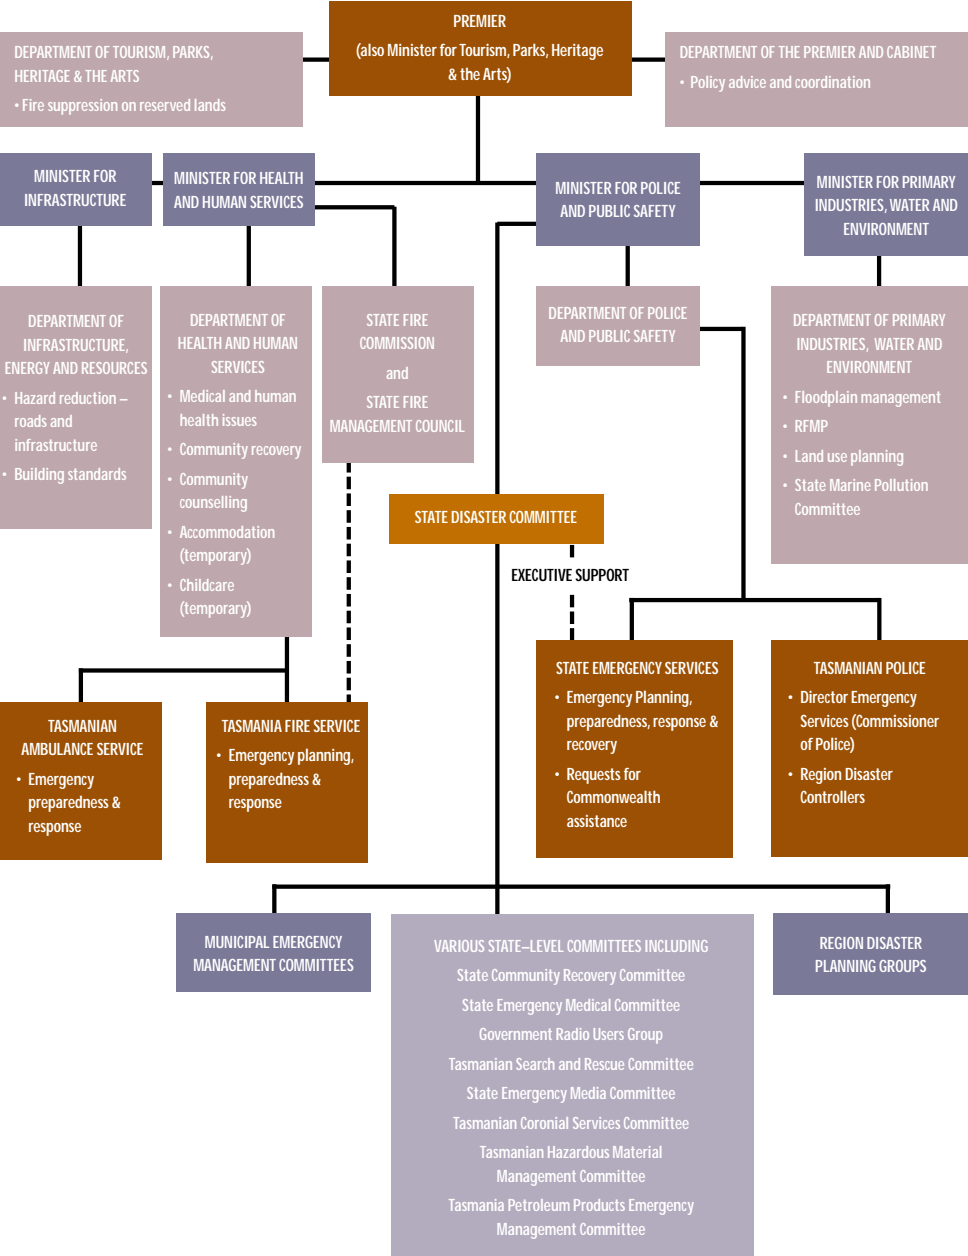 PREMIER
(also Minister for Tourism, Parks, Heritage
& the Arts)
DEPARTMENT OF TOURISM, PARKS,
HERITAGE & THE ARTS
• Fire suppression on reserved lands
DEPARTMENT OF THE PREMIER AND CABINET
• Policy advice and coordination
MINISTER FOR
INFRASTRUCTURE
MINISTER FOR HEALTH
AND HUMAN SERVICES
MINISTER FOR POLICE
AND PUBLIC SAFETY
MINISTER FOR PRIMARY
INDUSTRIES, WATER AND
ENVIRONMENT
DEPARTMENT OF
INFRASTRUCTURE,
ENERGY AND RESOURCES
• Hazard reduction –
roads and
infrastructure
• Building standards
DEPARTMENT OF
HEALTH AND HUMAN
SERVICES
• Medical and human
health issues
• Community recovery
• Community
counselling
• Accommodation
(temporary)
• Childcare
(temporary)
STATE FIRE
COMMISSION
and
STATE FIRE
MANAGEMENT COUNCIL
DEPARTMENT OF POLICE
AND PUBLIC SAFETY
DEPARTMENT OF PRIMARY
INDUSTRIES, WATER AND
ENVIRONMENT
• Floodplain management
• RFMP
• Land use planning
• State Marine Pollution
Committee
STATE DISASTER COMMITTEE
EXECUTIVE SUPPORT
TASMANIAN
AMBULANCE SERVICE
• Emergency
preparedness &
response
TASMANIA FIRE SERVICE
• Emergency planning,
preparedness &
response
STATE EMERGENCY SERVICES
• Emergency Planning,
preparedness, response &
recovery
• Requests for
Commonwealth
assistance
TASMANIAN POLICE
• Director Emergency
Services (Commissioner
of Police)
• Region Disaster
Controllers
MUNICIPAL EMERGENCY
MANAGEMENT COMMITTEES
VARIOUS STATE–LEVEL COMMITTEES INCLUDING
State Community Recovery Committee
State Emergency Medical Committee
Government Radio Users Group
Tasmanian Search and Rescue Committee
State Emergency Media Committee
Tasmanian Coronial Services Committee
Tasmanian Hazardous Material
Management Committee
Tasmania Petroleum Products Emergency
Management Committee
REGION DISASTER
PLANNING GROUPS